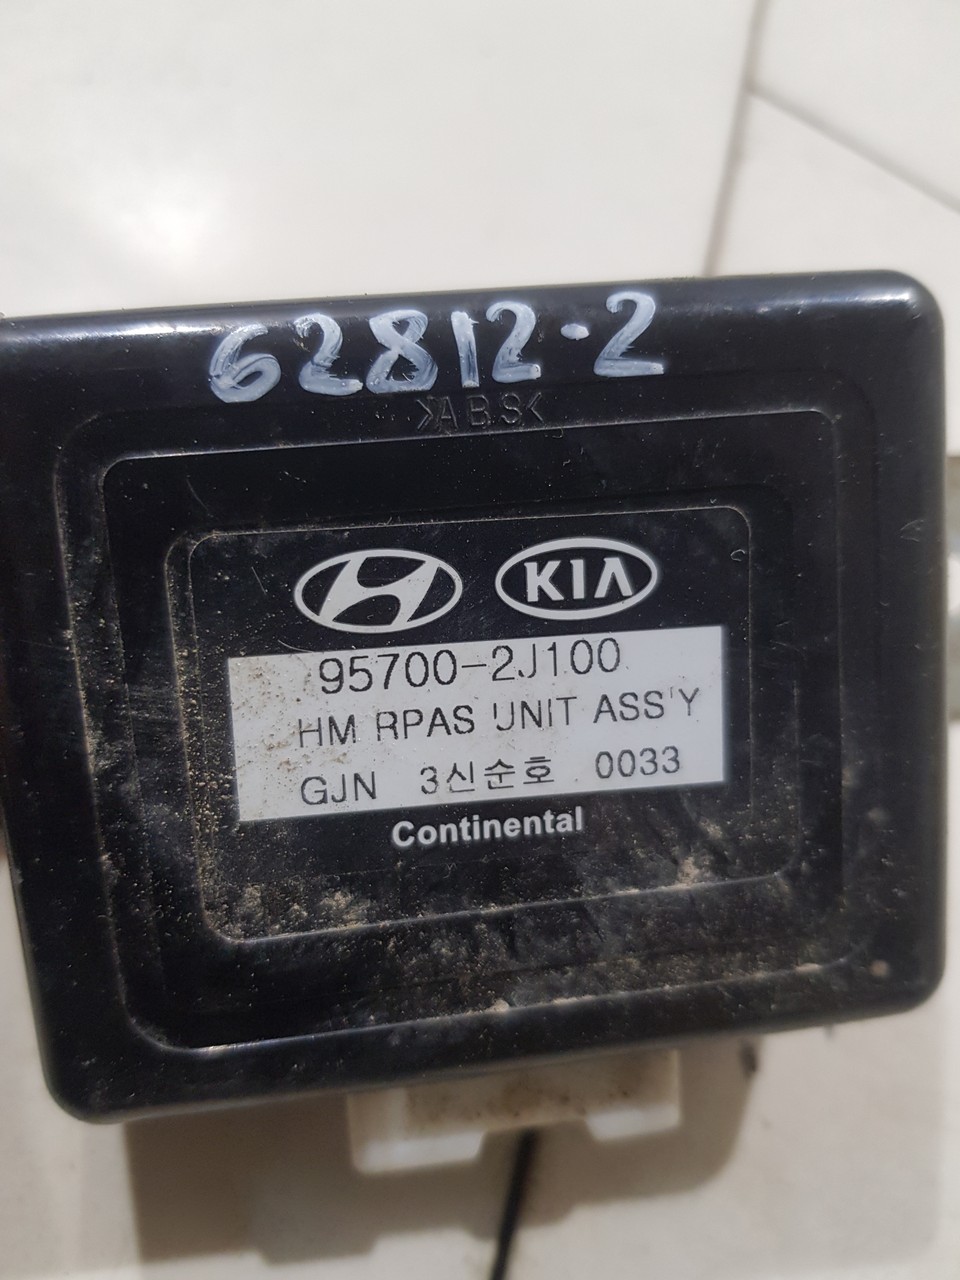 62812-2
>ABS<
KIA
95700-2J100
HM RPAS UNIT ASS'Y
GJN 3신순호 0033
Continental